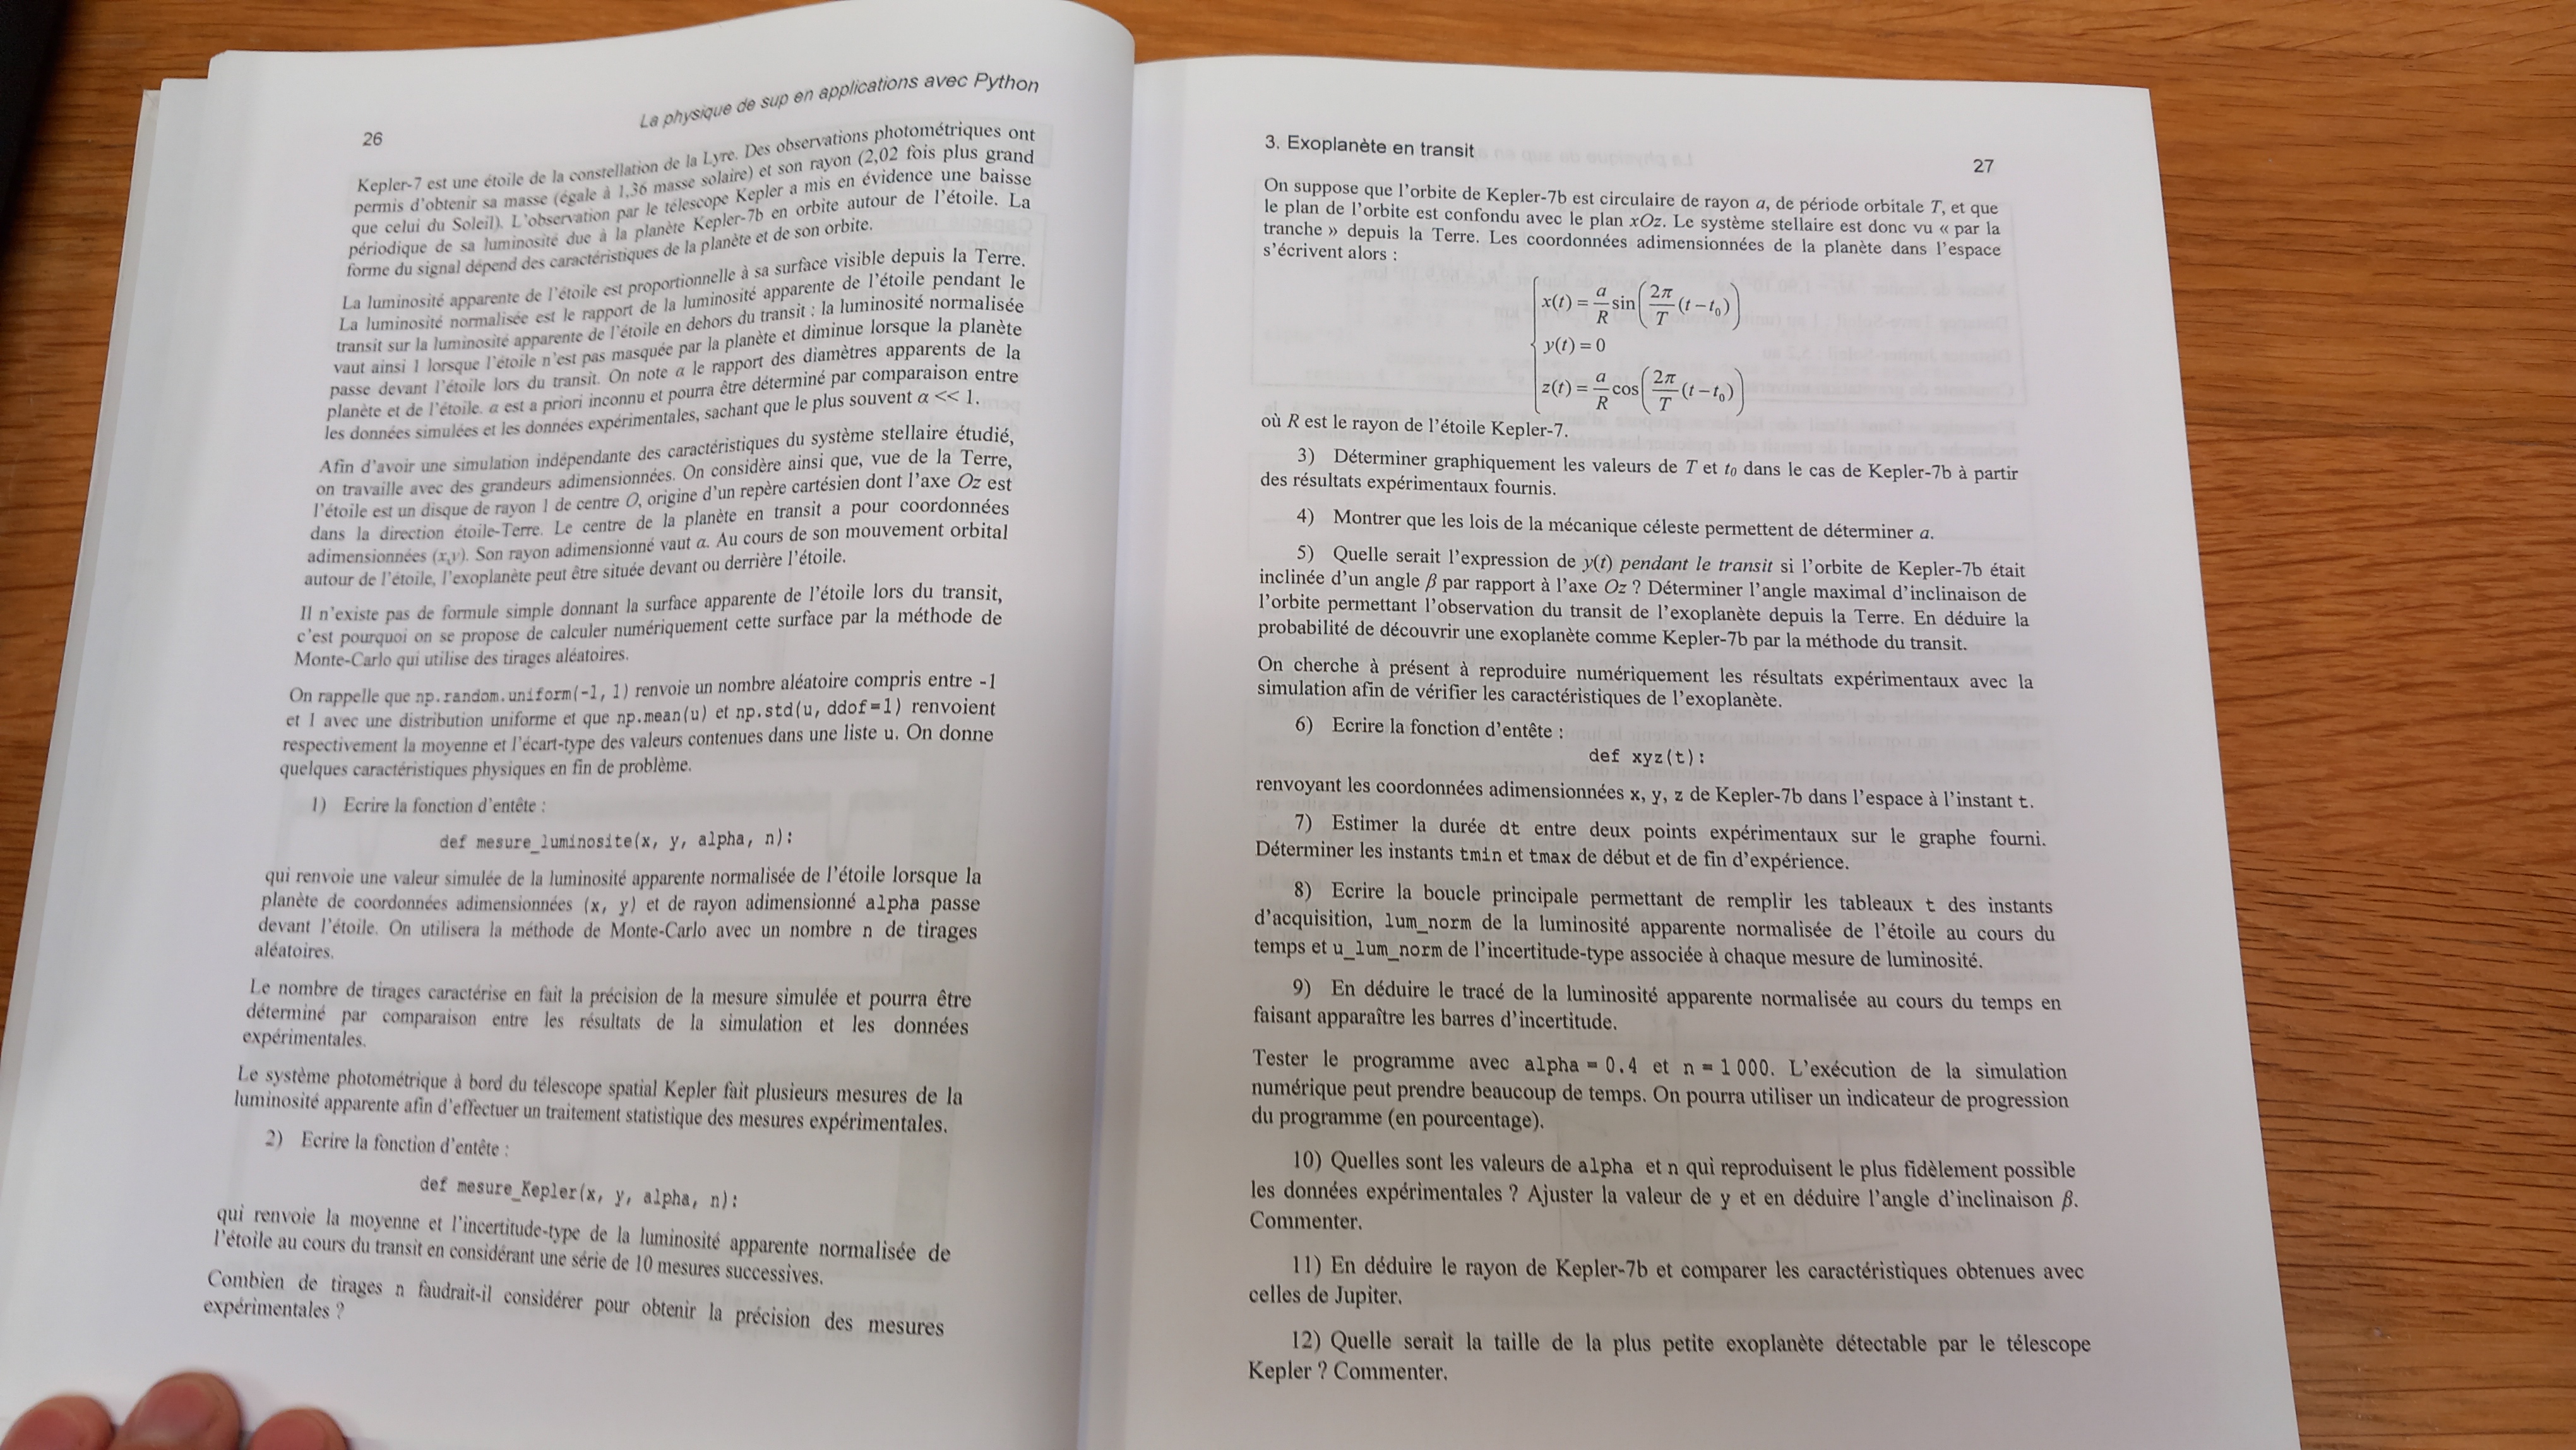 26
La physique de sup en applications avec Python
Kepler-7 est une étoile de la constellation de la Lyre. Des observations photométriques ont
permis d'obtenir sa masse (égale à 1,36 masse solaire) et son rayon (2,02 fois plus grand
que celui du Soleil). L'observation par le télescope Kepler a mis en évidence une baisse
périodique de sa luminosité due à la planète Kepler-7b en orbite autour de l'étoile. La
forme du signal dépend des caractéristiques de la planète et de son orbite.
La luminosité apparente de l'étoile est proportionnelle à sa surface visible depuis la Terre.
La luminosité normalisée est le rapport de la luminosité apparente de l'étoile pendant le
transit sur la luminosité apparente de l'étoile en dehors du transit : la luminosité normalisée
vaut ainsi 1 lorsque l'étoile n'est pas masquée par la planète et diminue lorsque la planète
passe devant l'étoile lors du transit. On note α le rapport des diamètres apparents de la
planète et de l'étoile. α est a priori inconnu et pourra être déterminé par comparaison entre
les données simulées et les données expérimentales, sachant que le plus souvent α << 1.
Afin d'avoir une simulation indépendante des caractéristiques du système stellaire étudié,
on travaille avec des grandeurs adimensionnées. On considère ainsi que, vue de la Terre,
l'étoile est un disque de rayon 1 de centre O, origine d'un repère cartésien dont l'axe Oz est
dans la direction étoile-Terre. Le centre de la planète en transit a pour coordonnées
adimensionnées (x,y). Son rayon adimensionné vaut α. Au cours de son mouvement orbital
autour de l'étoile, l'exoplanète peut être située devant ou derrière l'étoile.
Il n'existe pas de formule simple donnant la surface apparente de l'étoile lors du transit,
c'est pourquoi on se propose de calculer numériquement cette surface par la méthode de
Monte-Carlo qui utilise des tirages aléatoires.
On rappelle que np.random.uniform(-1, 1) renvoie un nombre aléatoire compris entre -1
et 1 avec une distribution uniforme et que np.mean(u) et np.std(u, ddof=1) renvoient
respectivement la moyenne et l'écart-type des valeurs contenues dans une liste u. On donne
quelques caractéristiques physiques en fin de problème.
1) Ecrire la fonction d'entête :
def mesure_luminosite(x, y, alpha, n):
qui renvoie une valeur simulée de la luminosité apparente normalisée de l'étoile lorsque la
planète de coordonnées adimensionnées (x, y) et de rayon adimensionné alpha passe
devant l'étoile. On utilisera la méthode de Monte-Carlo avec un nombre n de tirages
aléatoires.
Le nombre de tirages caractérise en fait la précision de la mesure simulée et pourra être
déterminé par comparaison entre les résultats de la simulation et les données
expérimentales.
Le système photométrique à bord du télescope spatial Kepler fait plusieurs mesures de la
luminosité apparente afin d'effectuer un traitement statistique des mesures expérimentales.
2) Ecrire la fonction d'entête :
def mesure_Kepler(x, y, alpha, n):
qui renvoie la moyenne et l'incertitude-type de la luminosité apparente normalisée de
l'étoile au cours du transit en considérant une série de 10 mesures successives.
Combien de tirages n faudrait-il considérer pour obtenir la précision des mesures
expérimentales ?
3. Exoplanète en transit
27
On suppose que l'orbite de Kepler-7b est circulaire de rayon a, de période orbitale T, et que
le plan de l'orbite est confondu avec le plan xOz. Le système stellaire est donc vu « par la
tranche » depuis la Terre. Les coordonnées adimensionnées de la planète dans l'espace
s'écrivent alors :
x(t) = a/R sin(2π/T (t − t₀))
y(t) = 0
z(t) = a/R cos(2π/T (t − t₀))
où R est le rayon de l'étoile Kepler-7.
3) Déterminer graphiquement les valeurs de T et t₀ dans le cas de Kepler-7b à partir
des résultats expérimentaux fournis.
4) Montrer que les lois de la mécanique céleste permettent de déterminer a.
5) Quelle serait l'expression de y(t) pendant le transit si l'orbite de Kepler-7b était
inclinée d'un angle β par rapport à l'axe Oz ? Déterminer l'angle maximal d'inclinaison de
l'orbite permettant l'observation du transit de l'exoplanète depuis la Terre. En déduire la
probabilité de découvrir une exoplanète comme Kepler-7b par la méthode du transit.
On cherche à présent à reproduire numériquement les résultats expérimentaux avec la
simulation afin de vérifier les caractéristiques de l'exoplanète.
6) Ecrire la fonction d'entête :
def xyz(t):
renvoyant les coordonnées adimensionnées x, y, z de Kepler-7b dans l'espace à l'instant t.
7) Estimer la durée dt entre deux points expérimentaux sur le graphe fourni.
Déterminer les instants tmin et tmax de début et de fin d'expérience.
8) Ecrire la boucle principale permettant de remplir les tableaux t des instants
d'acquisition, lum_norm de la luminosité apparente normalisée de l'étoile au cours du
temps et u_lum_norm de l'incertitude-type associée à chaque mesure de luminosité.
9) En déduire le tracé de la luminosité apparente normalisée au cours du temps en
faisant apparaître les barres d'incertitude.
Tester le programme avec alpha = 0.4 et n = 1 000. L'exécution de la simulation
numérique peut prendre beaucoup de temps. On pourra utiliser un indicateur de progression
du programme (en pourcentage).
10) Quelles sont les valeurs de alpha et n qui reproduisent le plus fidèlement possible
les données expérimentales ? Ajuster la valeur de y et en déduire l'angle d'inclinaison β.
Commenter.
11) En déduire le rayon de Kepler-7b et comparer les caractéristiques obtenues avec
celles de Jupiter.
12) Quelle serait la taille de la plus petite exoplanète détectable par le télescope
Kepler ? Commenter.